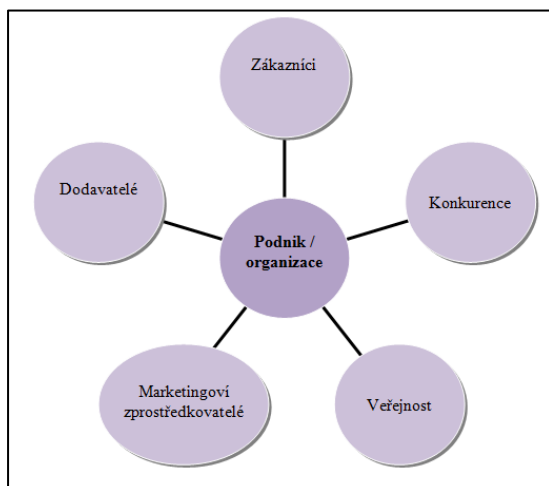 Zákazníci
Dodavatelé
Konkurence
Podnik /
organizace
Marketingoví
zprostředkovatelé
Veřejnost